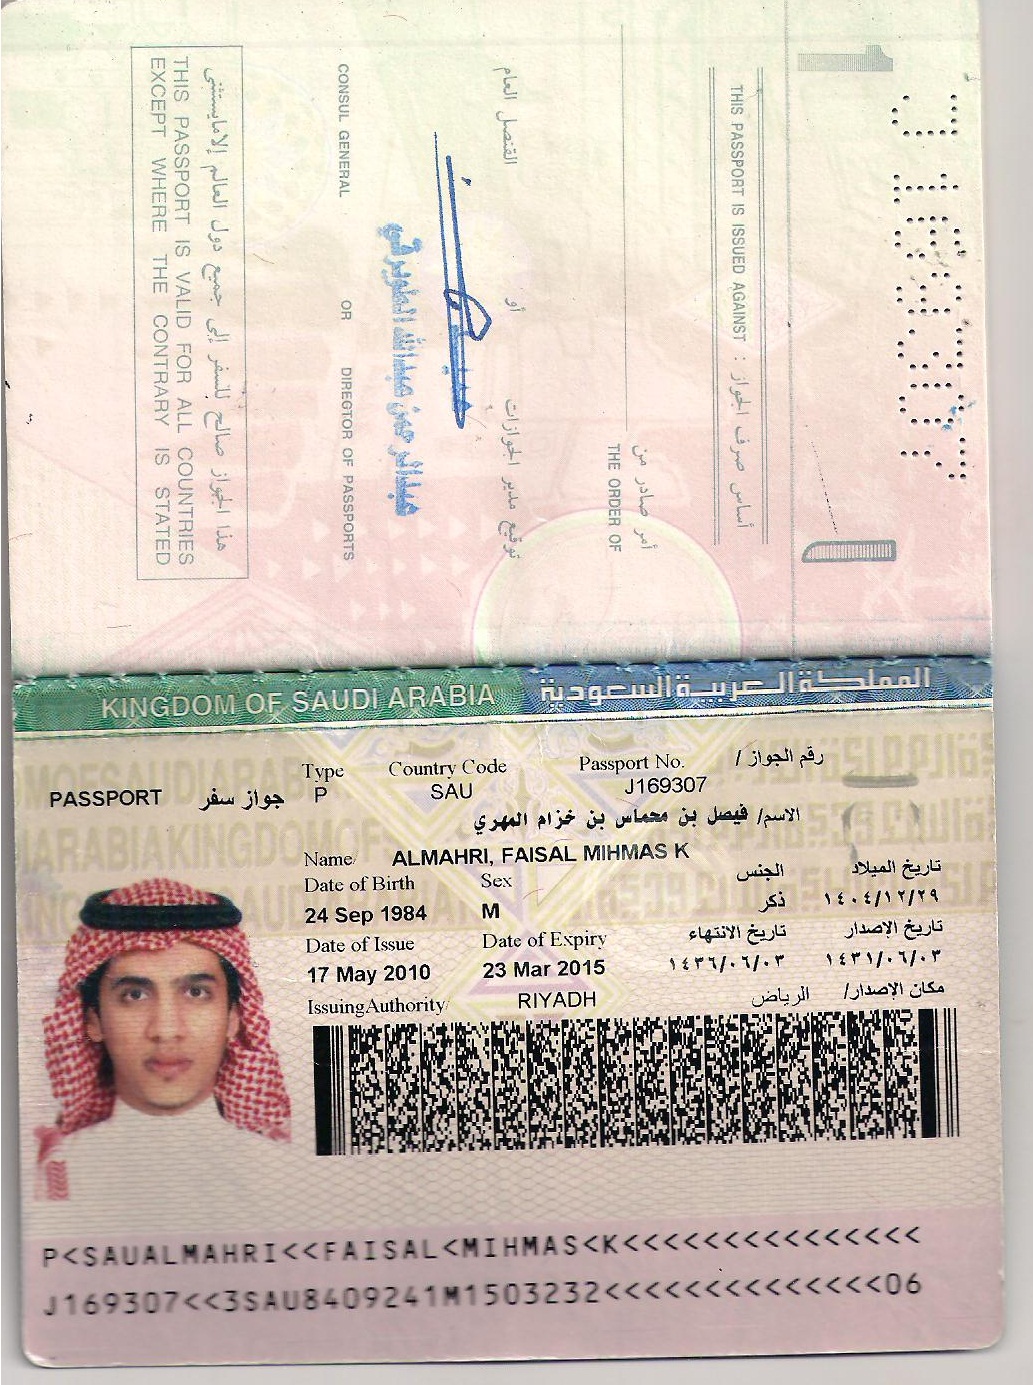 J169307
THIS PASSPORT IS ISSUED AGAINST : أساس صرف الجواز
أمر صادر من
THE ORDER OF
القنصل العام أو توقيع مدير الجوازات
عبدالرحمن عبدالله الطويرقي
CONSUL GENERAL OR DIRECTOR OF PASSPORTS
هذا الجواز صالح للسفر إلى جميع دول العالم إلا مايستثنى
THIS PASSPORT IS VALID FOR ALL COUNTRIES
EXCEPT WHERE THE CONTRARY IS STATED
KINGDOM OF SAUDI ARABIA المملكة العربية السعودية
Type Country Code Passport No. رقم الجواز /
PASSPORT جواز سفر P SAU J169307
الاسم/ فيصل بن محماس بن خزام المهري
Name/ ALMAHRI, FAISAL MIHMAS K
Date of Birth Sex الجنس تاريخ الميلاد
24 Sep 1984 M ذكر ١٤٠٤/١٢/٢٩
Date of Issue Date of Expiry تاريخ الانتهاء تاريخ الإصدار
17 May 2010 23 Mar 2015 ١٤٣٦/٠٦/٠٣ ١٤٣١/٠٦/٠٣
IssuingAuthority/ RIYADH الرياض مكان الإصدار/
P<SAUALMAHRI<<FAISAL<MIHMAS<K<<<<<<<<<<<<<<<
J169307<<3SAU8409241M1503232<<<<<<<<<<<<<<06